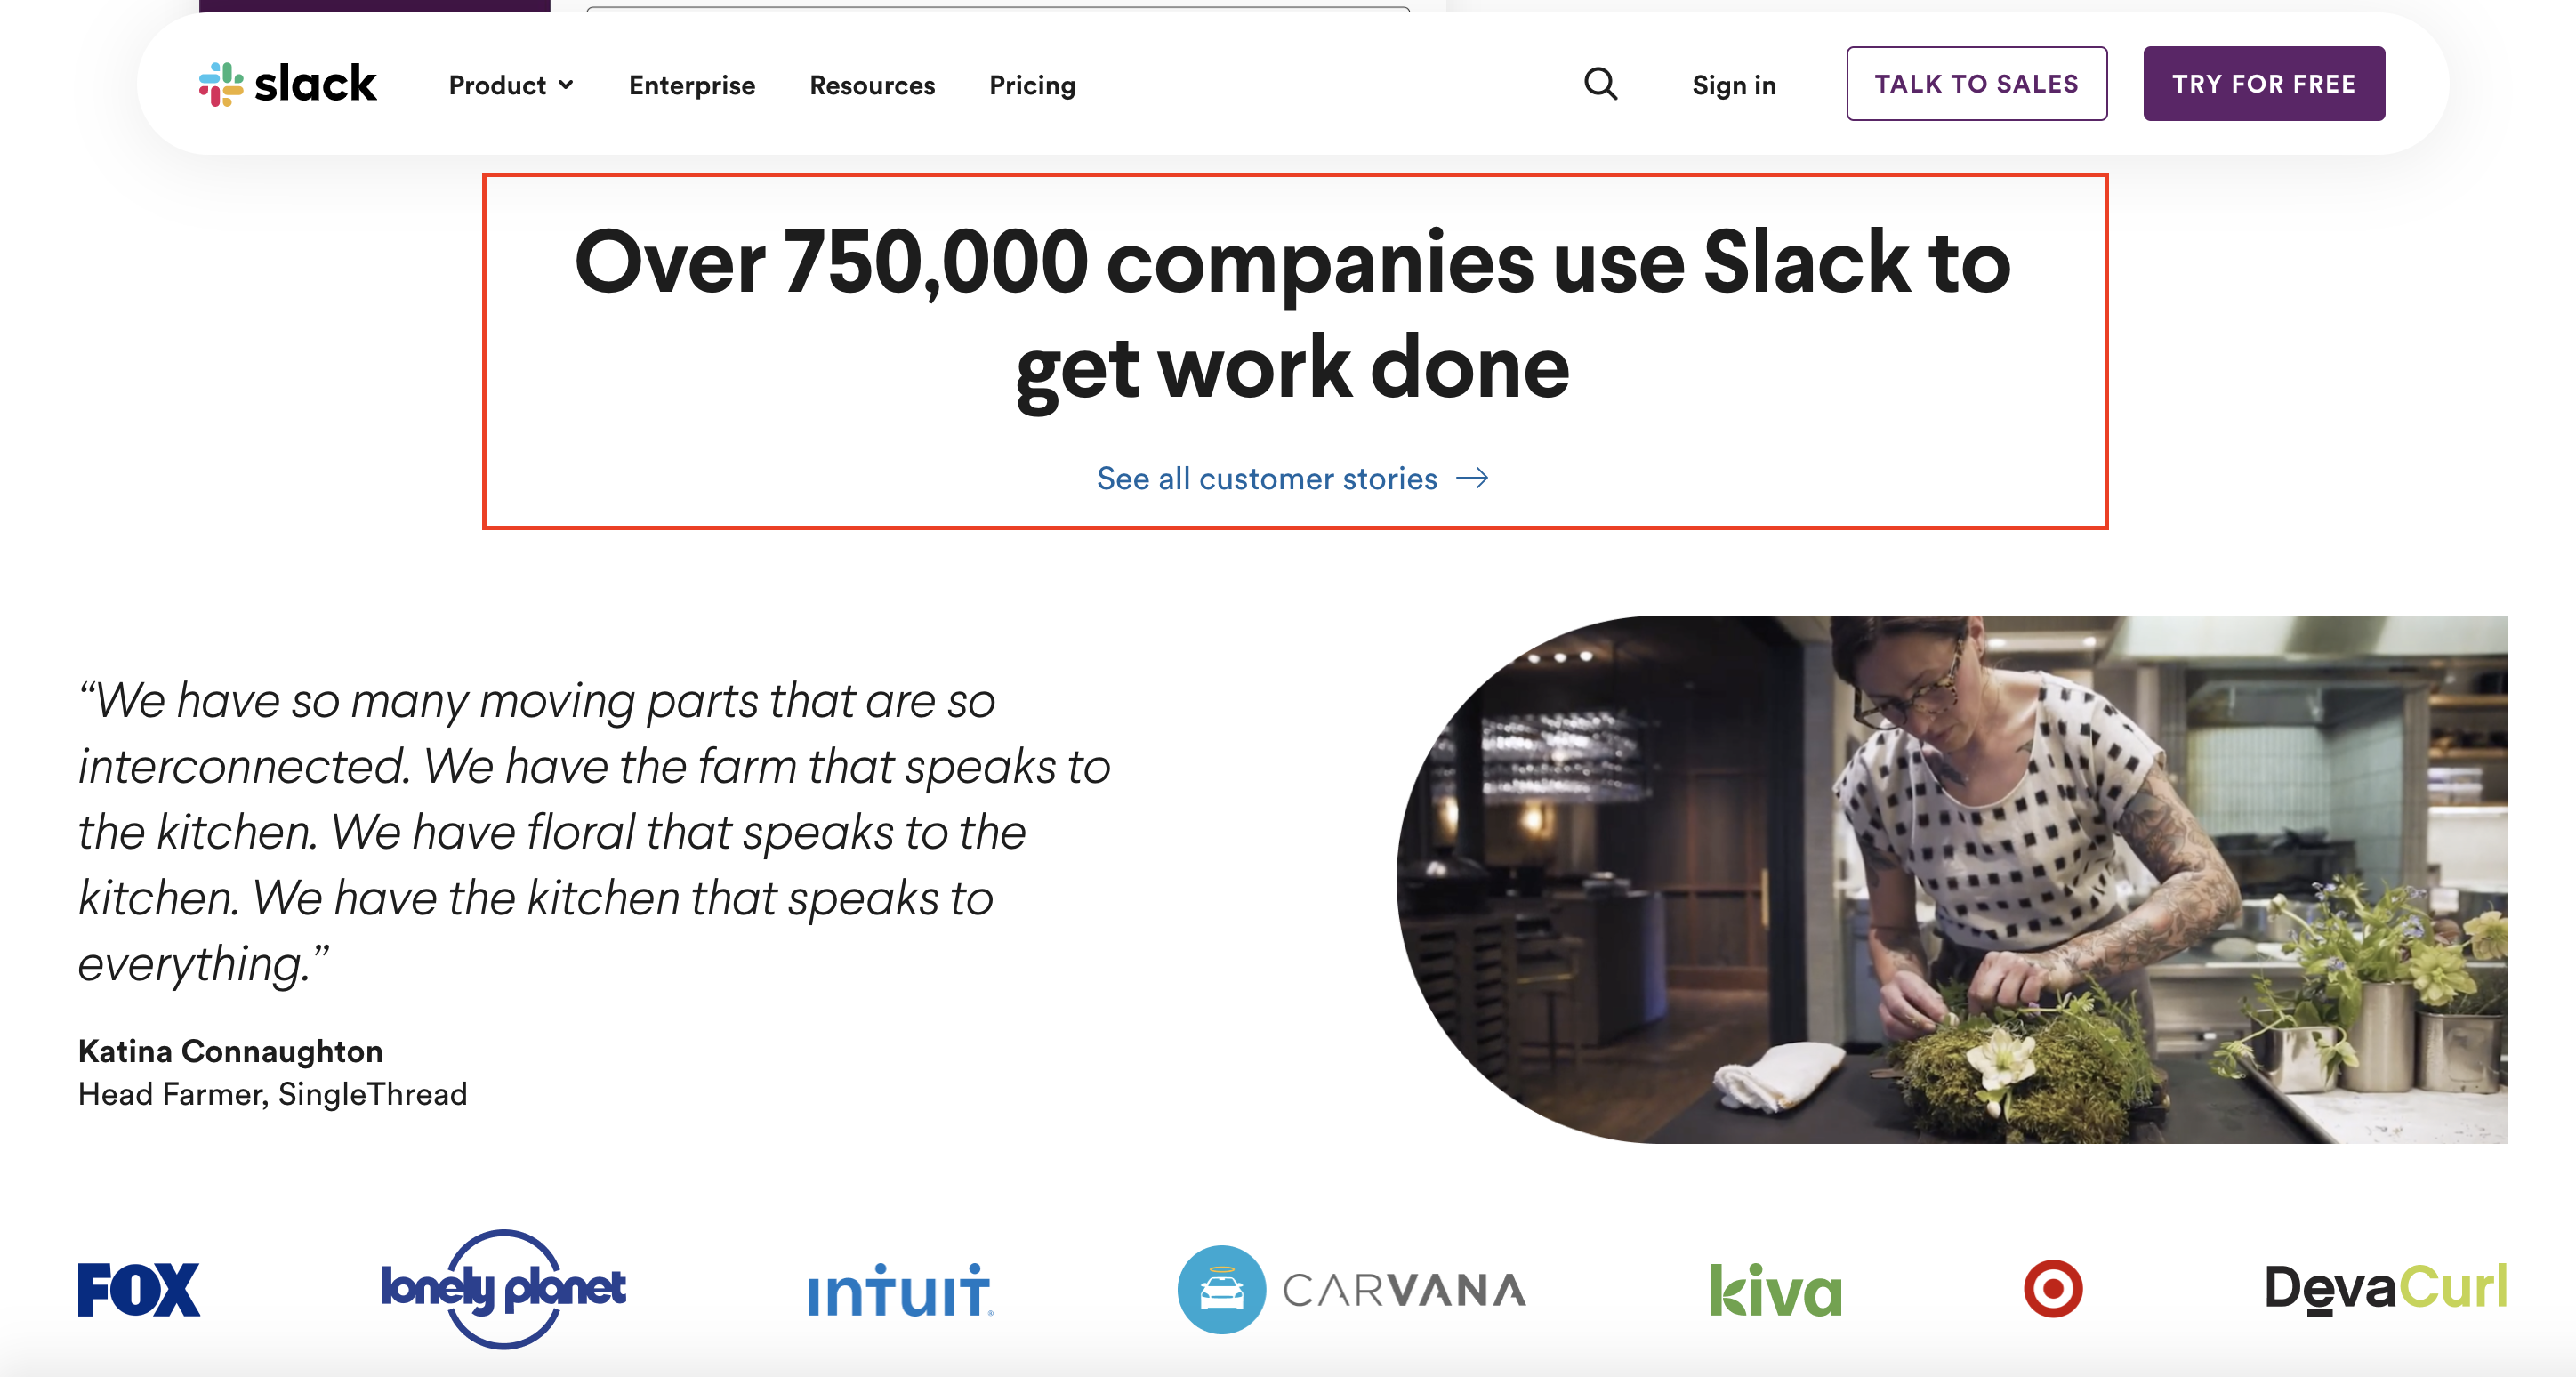 slack
Product
Enterprise
Resources
Pricing
Sign in
TALK TO SALES
TRY FOR FREE
Over 750,000 companies use Slack to
get work done
See all customer stories →
“We have so many moving parts that are so
interconnected. We have the farm that speaks to
the kitchen. We have floral that speaks to the
kitchen. We have the kitchen that speaks to
everything.”
Katina Connaughton
Head Farmer, SingleThread
FOX
lonely planet
intuit®
CARVANA
kiva
DevaCurl